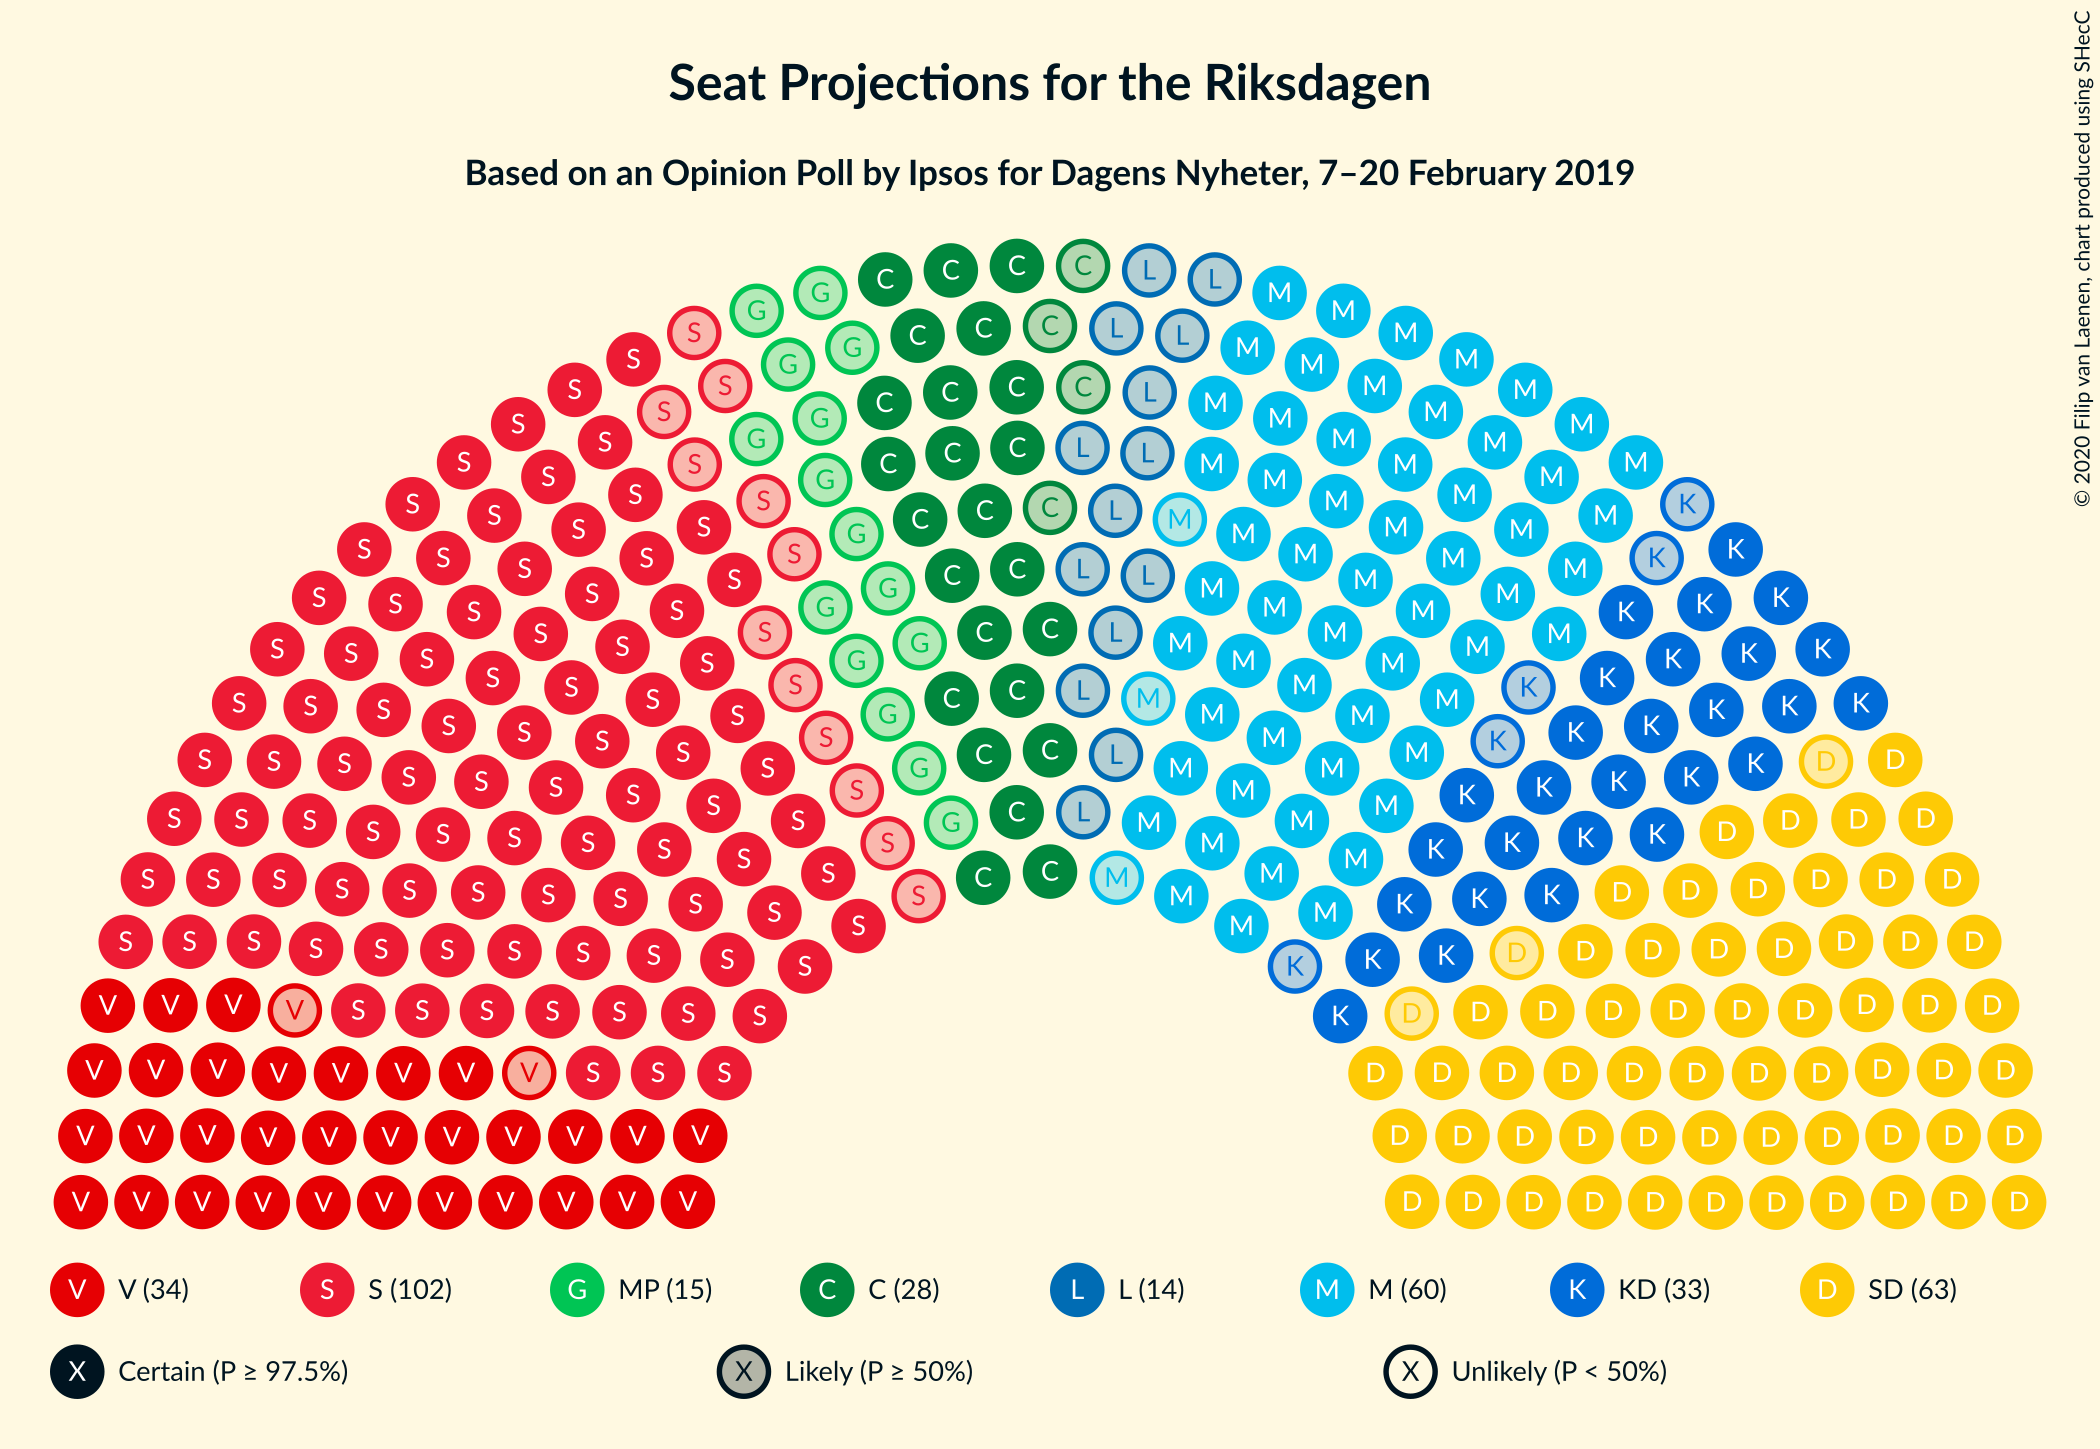 Seat Projections for the Riksdagen
Based on an Opinion Poll by Ipsos for Dagens Nyheter, 7–20 February 2019
© 2020 Filip van Laenen, chart produced using SHecC
V V (34) S S (102) G MP (15) C C (28) L L (14) M M (60) K KD (33) D SD (63)
X Certain (P ≥ 97.5%) X Likely (P ≥ 50%) X Unlikely (P < 50%)